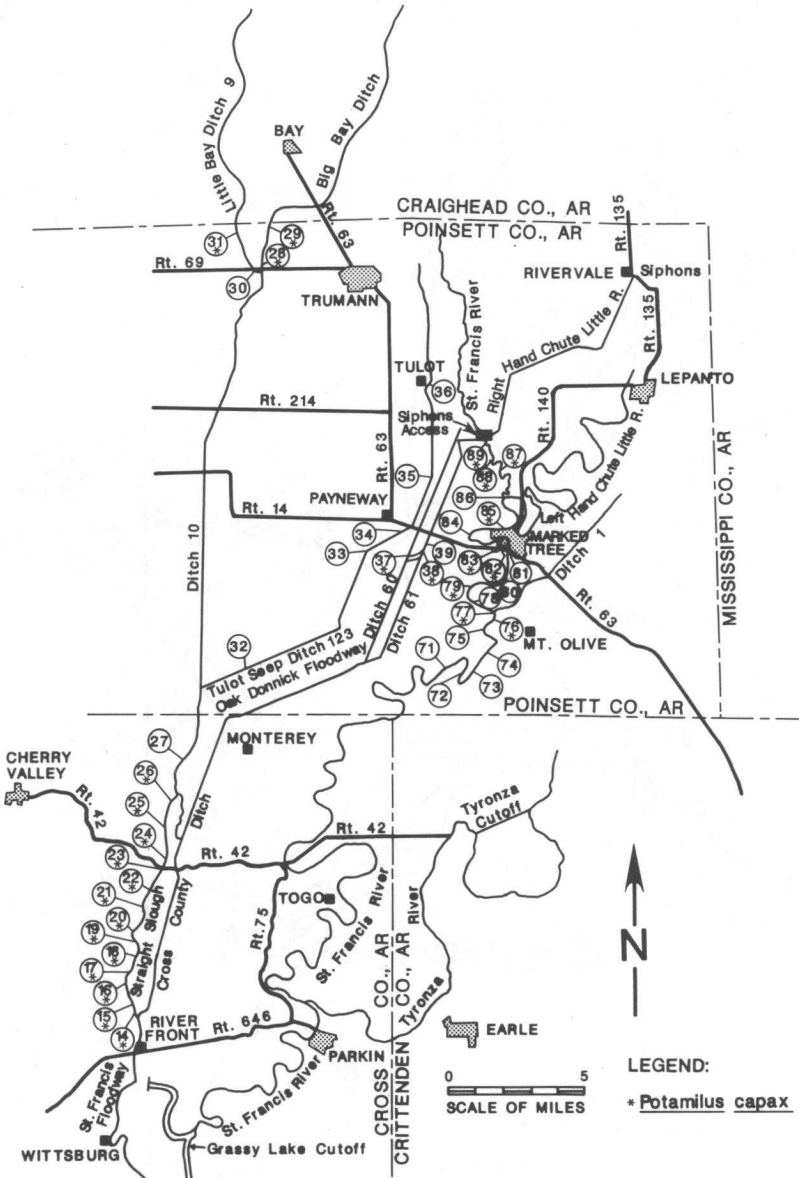 Little Bay Ditch 9
Big Bay Ditch
BAY
Rt. 63
CRAIGHEAD CO., AR
POINSETT CO., AR
Rt. 135
31
*
29
*
28
*
Rt. 69
30
TRUMANN
RIVERVALE
Siphons
St. Francis River
Right Hand Chute Little R.
Rt. 135
TULOT
36
LEPANTO
Rt. 214
Siphons
Access
Rt. 140
Rt. 63
89
*
87
*
88
*
35
86
Left Hand Chute Little R.
PAYNEWAY
85
*
Rt. 14
34
84
MARKED
TREE
33
Ditch 1
37
*
39
38
*
83
*
82
*
81
Ditch 10
Ditch 60
Ditch 61
79
*
78
80
77
*
76
*
75
MT. OLIVE
Rt. 63
MISSISSIPPI CO., AR
32
Tulot Seep Ditch 123
Oak Donnick Floodway
71
74
72
73
POINSETT CO., AR
27
MONTEREY
CHERRY
VALLEY
26
*
25
*
Rt. 42
Ditch
Tyronza
Cutoff
24
*
Rt. 42
Rt. 42
23
*
22
*
21
*
20
*
19
*
18
*
17
*
16
*
15
*
14
*
Straight Slough
Cross County
TOGO
Rt. 75
St. Francis River
CO., AR
CO., AR
Tyronza River
N
RIVER
FRONT
Rt. 646
EARLE
PARKIN
LEGEND:
0 5
SCALE OF MILES
* Potamilus capax
St. Francis
Floodway
St. Francis River
CROSS
CRITTENDEN
WITTSBURG
Grassy Lake Cutoff